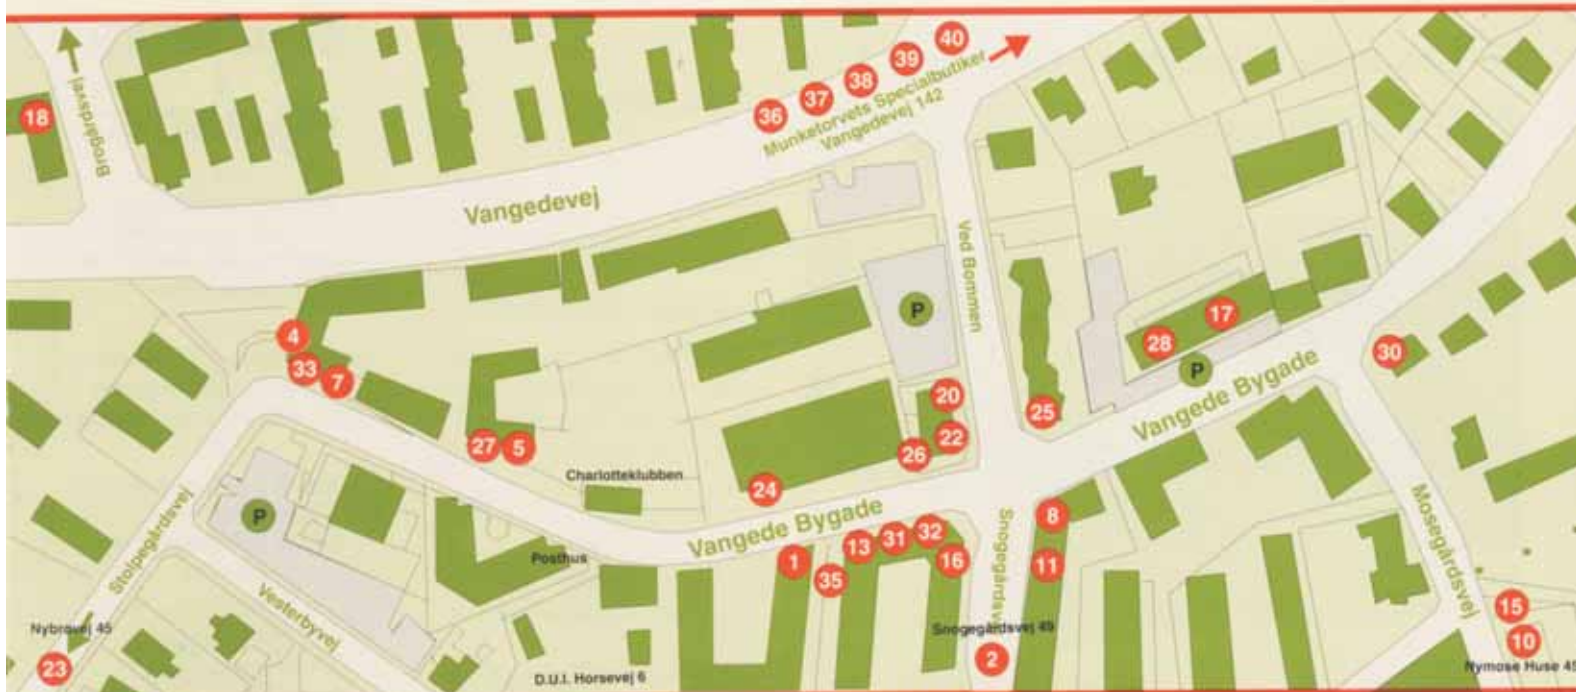 40
39
38
37
36
Munketorvets Specialbutiker
Vangedevej 142
18
Brogårdsvej
Vangedevej
Ved Bommen
P
17
28
P
30
4
33
7
Vangede Bygade
20
25
22
27
5
26
Charlotteklubben
24
Vangede Bygade
P
Stolpegårdsvej
Posthus
1
35
13
31
32
16
Snogegårdsvej
8
11
Mosegårdsvej
Vesterbyvej
15
Nybrovej 45
Snogegårdsvej 49
10
23
2
Nymose Huse 45
D.U.I. Horsevej 6